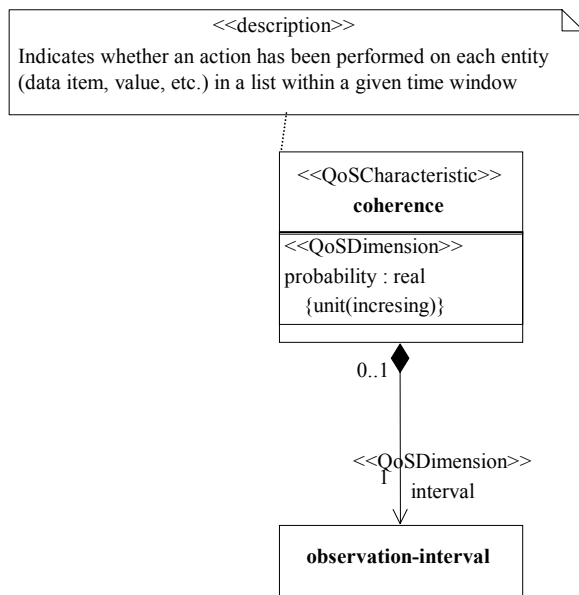 <<description>>
Indicates whether an action has been performed on each entity
(data item, value, etc.) in a list within a given time window
<<QoSCharacteristic>>
coherence
<<QoSDimension>>
probability : real
{unit(incresing)}
0..1
<<QoSDimension>>
1
interval
observation-interval